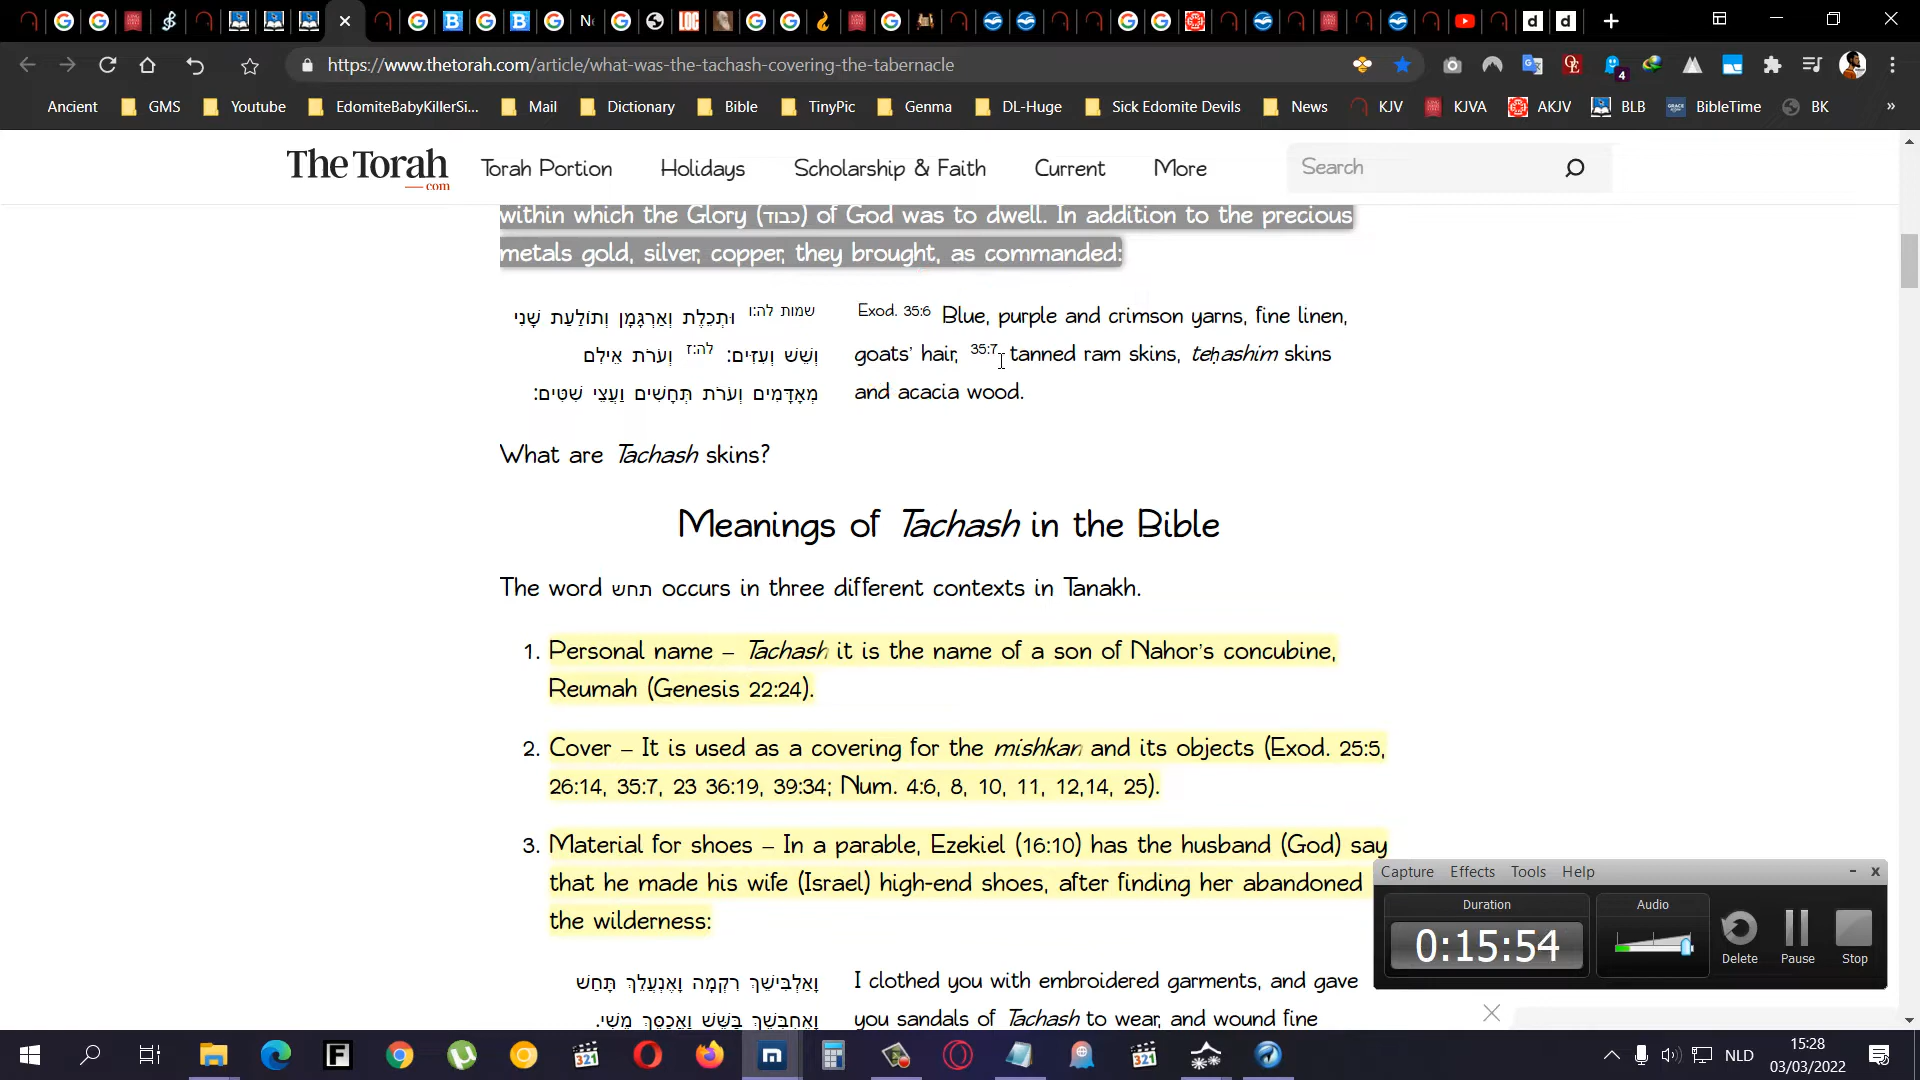 https://www.thetorah.com/article/what-was-the-tachash-covering-the-tabernacle
4
Ancient GMS Youtube EdomiteBabyKillerSi... Mail Dictionary Bible TinyPic Genma DL-Huge Sick Edomite Devils News KJV KJVA AKJV BLB BibleTime BK »
The Torah
.com
Torah Portion Holidays Scholarship & Faith Current More Search
within which the Glory (כבוד) of God was to dwell. In addition to the precious
metals gold, silver, copper, they brought, as commanded:
שמות לה:ו וּתְכֵלֶת וְאַרְגָּמָן וְתוֹלַעַת שָׁנִי
וְשֵׁשׁ וְעִזִּים: לה:ז וְעֹרֹת אֵילִם
מְאָדָּמִים וְעֹרֹת תְּחָשִׁים וַעֲצֵי שִׁטִּים:
Exod. 35:6 Blue, purple and crimson yarns, fine linen,
goats' hair, 35:7 tanned ram skins, teḥashim skins
and acacia wood.
What are Tachash skins?
Meanings of Tachash in the Bible
The word תחש occurs in three different contexts in Tanakh.
1. Personal name – Tachash it is the name of a son of Nahor's concubine,
Reumah (Genesis 22:24).
2. Cover – It is used as a covering for the mishkan and its objects (Exod. 25:5,
26:14, 35:7, 23 36:19, 39:34; Num. 4:6, 8, 10, 11, 12,14, 25).
3. Material for shoes – In a parable, Ezekiel (16:10) has the husband (God) say
that he made his wife (Israel) high-end shoes, after finding her abandoned
the wilderness:
וָאַלְבִּישֵׁךְ רִקְמָה וָאֶנְעֲלֵךְ תָּחַשׁ
וָאֶחְבְּשֵׁךְ בַּשֵּׁשׁ וַאֲכַסֵּךְ מֶשִׁי.
I clothed you with embroidered garments, and gave
you sandals of Tachash to wear, and wound fine
Capture Effects Tools Help
Duration
0:15:54
Audio
Delete
Pause
Stop
NLD
15:28
03/03/2022